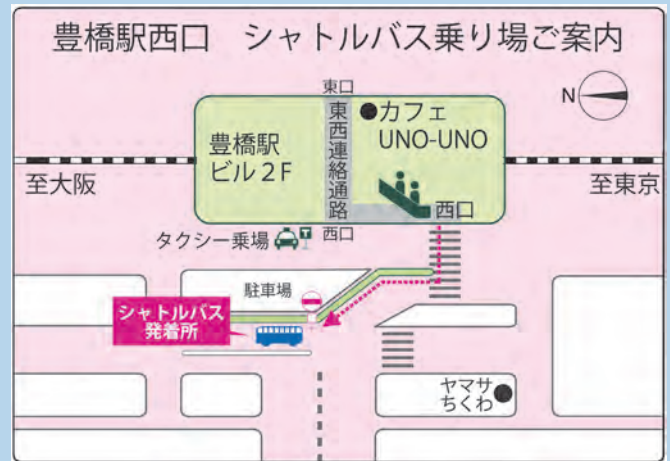 豊橋駅西口　シャトルバス乗り場ご案内
N
東口
東西連絡通路
カフェ
UNO-UNO
豊橋駅
ビル2F
至大阪
至東京
西口
西口
タクシー乗場
T
駐車場
シャトルバス
発着所
ヤマサ
ちくわ